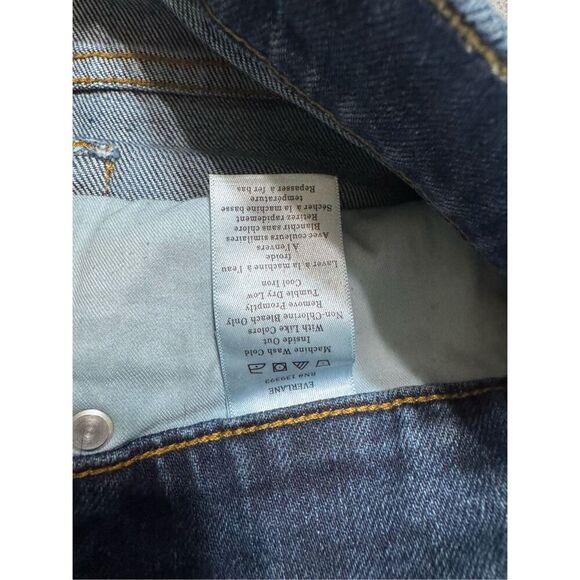 EVERLANE
RN# 139392
Machine Wash Cold
Inside Out
With Like Colors
Non-Chlorine Bleach Only
Remove Promptly
Tumble Dry Low
Cool Iron
Laver à la machine à l'eau
froide
A l'envers
Avec couleurs similaires
Blanchir sans chlore
Retirez rapidement
Sécher à la machine basse
température
Repasser à fer bas